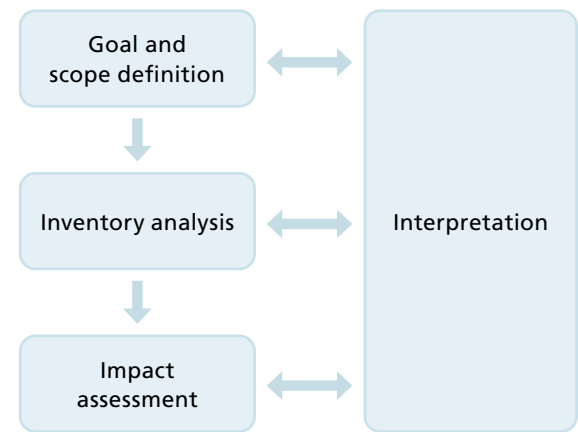 Goal and
scope definition
Inventory analysis
Interpretation
Impact
assessment